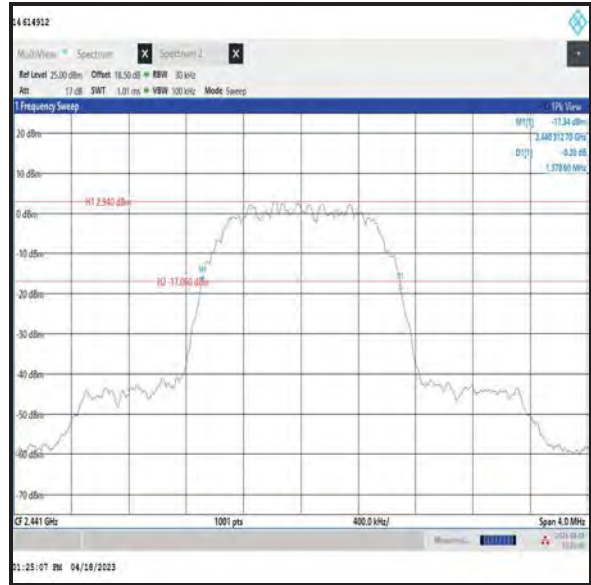 14 614912
MultiView Spectrum X Spectrum 2 X
Ref Level 25.00 dBm Offset 18.50 dB RBW 30 kHz
Att 17 dB SWT 1.01 ms VBW 100 kHz Mode Sweep
1 Frequency Sweep 1Pk View
M1[1] -17.34 dBm
2.440 312 70 GHz
D1[1] -0.20 dB
1.378 60 MHz
20 dBm
10 dBm
H1 2.940 dBm
0 dBm
-10 dBm
M1
D1
H2 -17.060 dBm
-20 dBm
-30 dBm
-40 dBm
-50 dBm
-60 dBm
-70 dBm
CF 2.441 GHz 1001 pts 400.0 kHz/ Span 4.0 MHz
01:25:07 PM 04/18/2023